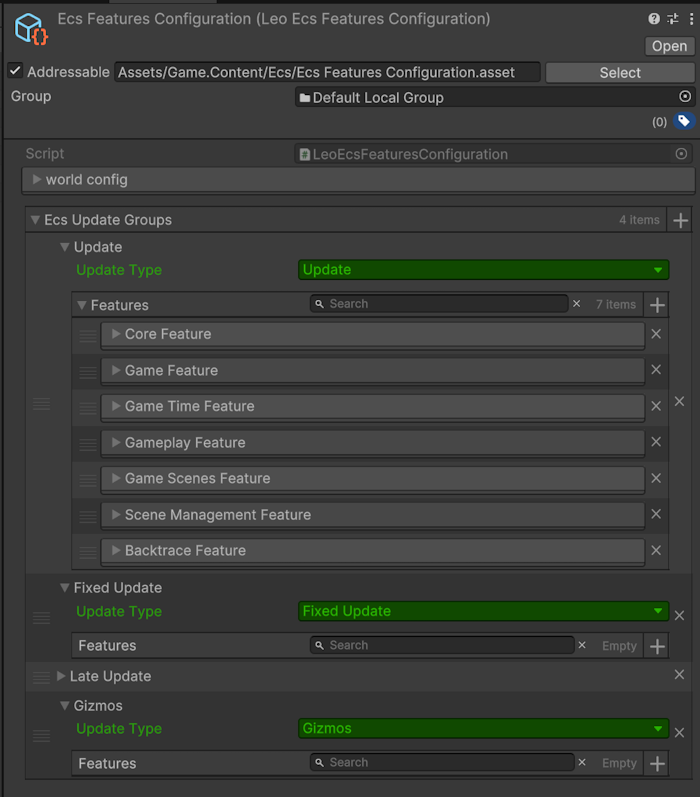 Ecs Features Configuration (Leo Ecs Features Configuration)
Open
Addressable Assets/Game.Content/Ecs/Ecs Features Configuration.asset Select
Group Default Local Group
(0)
Script LeoEcsFeaturesConfiguration
world config
Ecs Update Groups 4 items
Update
Update Type Update
Features Search 7 items
Core Feature
Game Feature
Game Time Feature
Gameplay Feature
Game Scenes Feature
Scene Management Feature
Backtrace Feature
Fixed Update
Update Type Fixed Update
Features Search Empty
Late Update
Gizmos
Update Type Gizmos
Features Search Empty